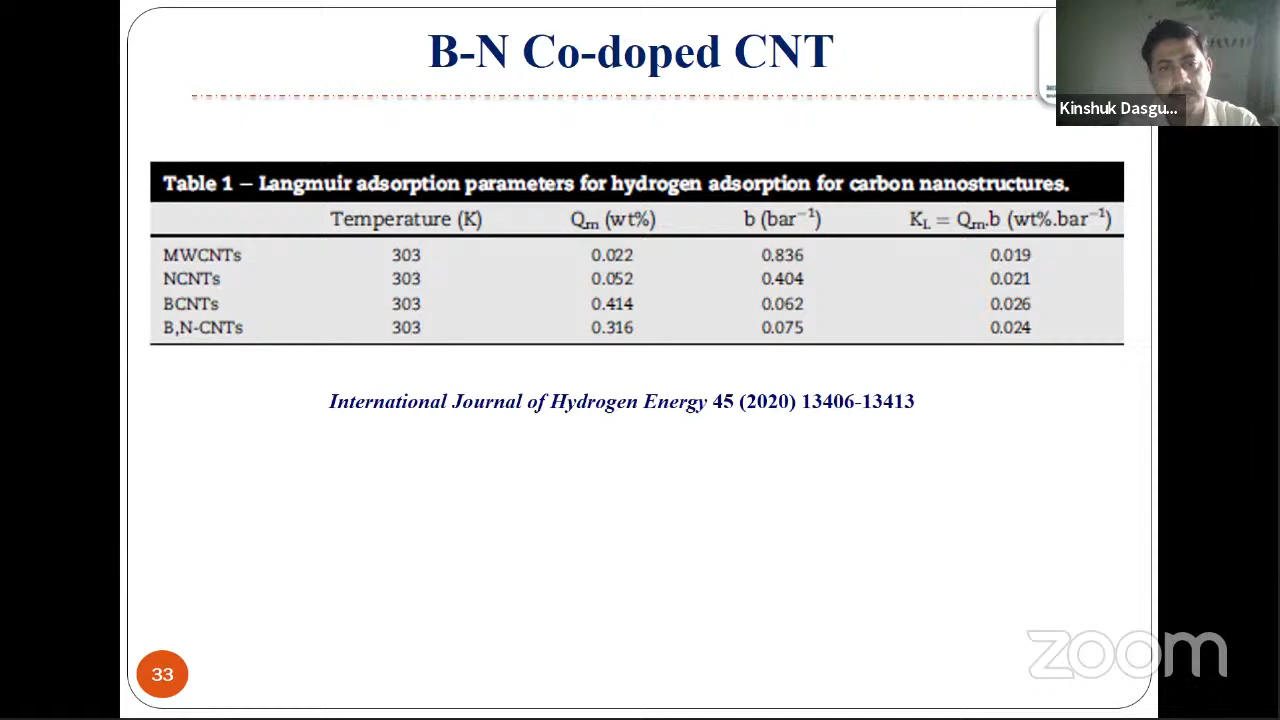 B-N Co-doped CNT
Kinshuk Dasgu...
Table 1 – Langmuir adsorption parameters for hydrogen adsorption for carbon nanostructures.
Temperature (K) Qm (wt%) b (bar⁻¹) KL = Qm.b (wt%.bar⁻¹)
MWCNTs 303 0.022 0.836 0.019
NCNTs 303 0.052 0.404 0.021
BCNTs 303 0.414 0.062 0.026
B,N-CNTs 303 0.316 0.075 0.024
International Journal of Hydrogen Energy 45 (2020) 13406-13413
33
zoom